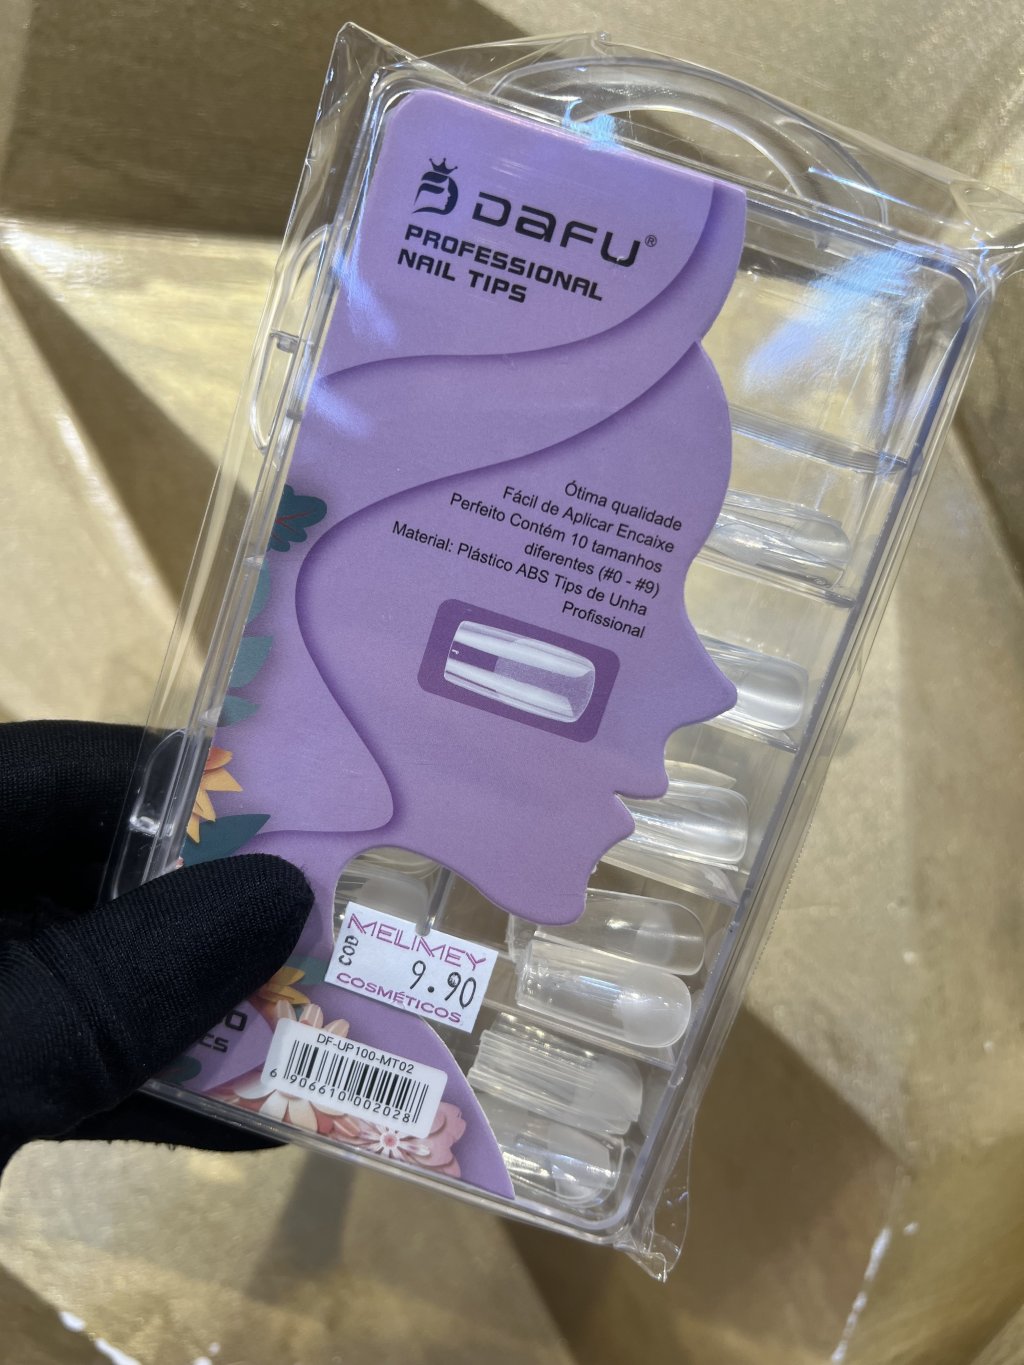 DAFU®
PROFESSIONAL
NAIL TIPS
Ótima qualidade
Fácil de Aplicar Encaixe
Perfeito Contém 10 tamanhos
diferentes (#0 - #9)
Material: Plástico ABS Tips de Unha
Profissional
MELIMEY
COD
9.90
COSMÉTICOS
DF-UP100-MT02
6 906610 002028